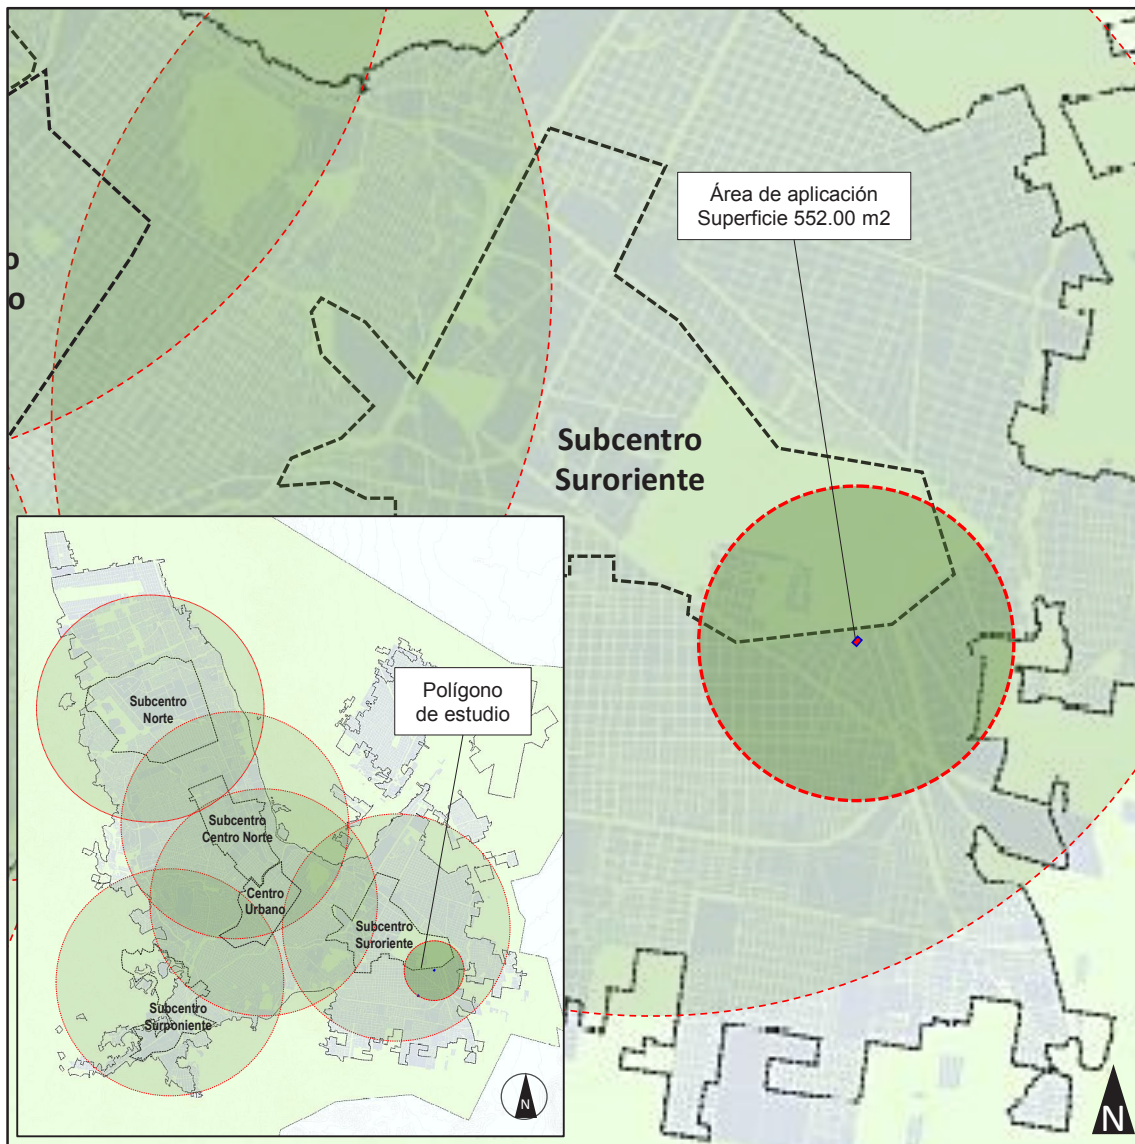 Área de aplicación
Superficie 552.00 m2
o
o
Subcentro
Suroriente
Polígono
de estudio
Subcentro
Norte
Subcentro
Centro Norte
Centro
Urbano
Subcentro
Suroriente
Subcentro
Surponiente
N
N